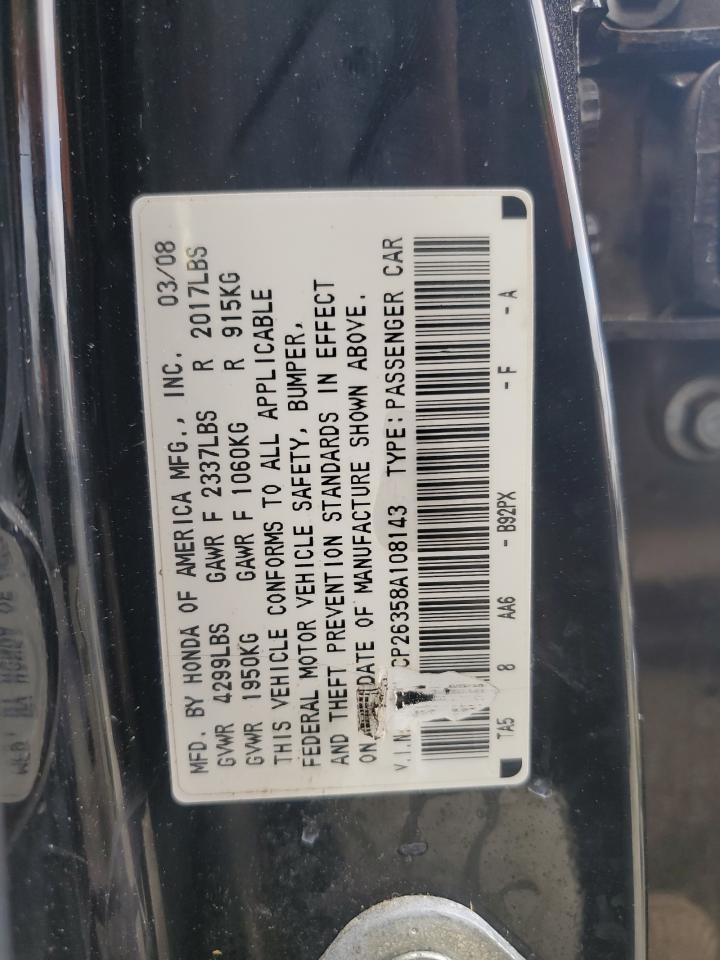 MFD. BY HONDA OF AMERICA MFG., INC. 03/08
GVWR 4299LBS GAWR F 2337LBS R 2017LBS
GVWR 1950KG GAWR F 1060KG R 915KG
THIS VEHICLE CONFORMS TO ALL APPLICABLE
FEDERAL MOTOR VEHICLE SAFETY, BUMPER,
AND THEFT PREVENTION STANDARDS IN EFFECT
ON DATE OF MANUFACTURE SHOWN ABOVE.
V.I.N. CP26358A108143 TYPE:PASSENGER CAR
TA5 8 AA6 - B92PX - F - A